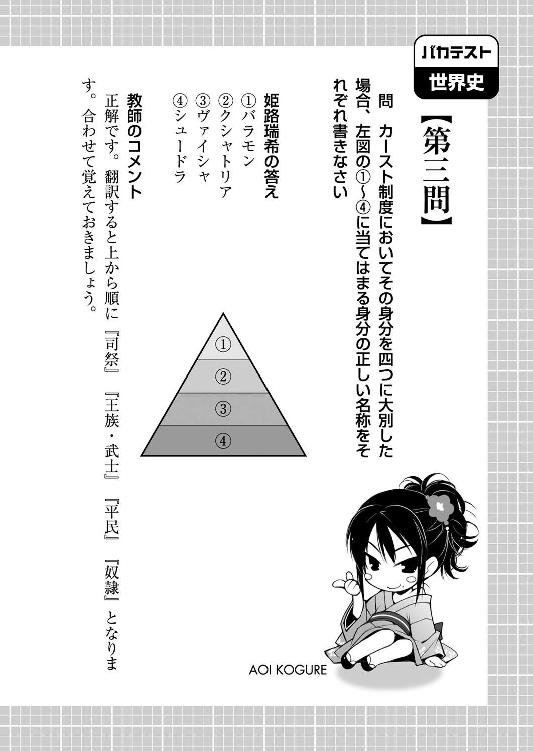 バカテスト
世界史
【第三問】
問　カースト制度においてその身分を四つに大別した
場合、左図の①～④に当てはまる身分の正しい名称をそ
れぞれ書きなさい
姫路瑞希の答え
①バラモン
②クシャトリア
③ヴァイシャ
④シュードラ
教師のコメント
正解です。翻訳すると上から順に『司祭』『王族・武士』『平民』『奴隷』となりま
す。合わせて覚えておきましょう。
①
②
③
④
AOI KOGURE